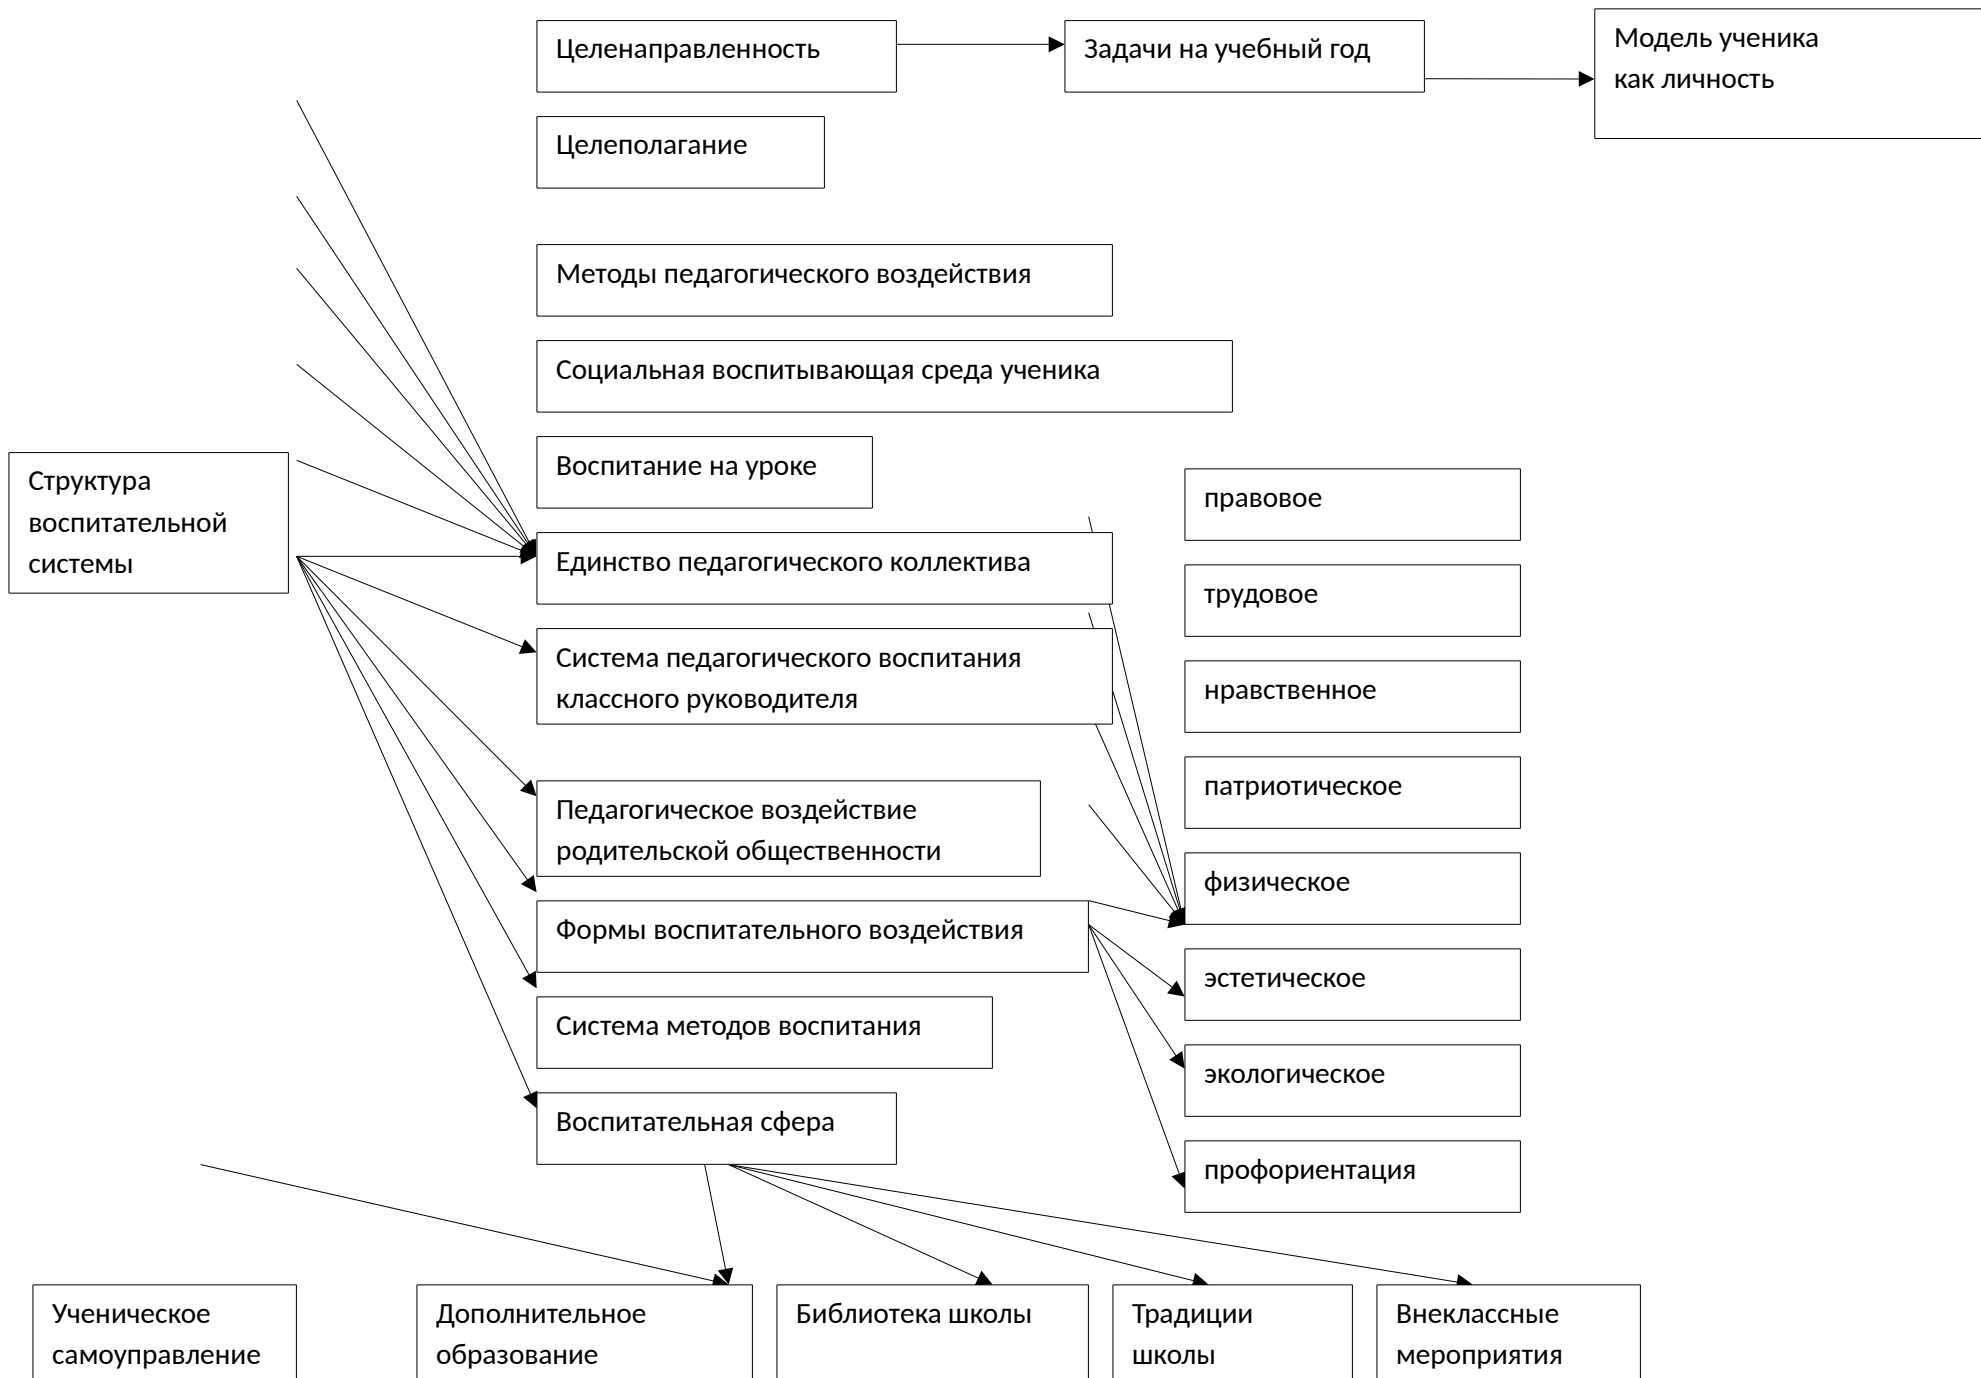 Целенаправленность
Задачи на учебный год
Модель ученика
как личность
Целеполагание
Методы педагогического воздействия
Социальная воспитывающая среда ученика
Воспитание на уроке
Структура
воспитательной
системы
Единство педагогического коллектива
Система педагогического воспитания
классного руководителя
Педагогическое воздействие
родительской общественности
Формы воспитательного воздействия
Система методов воспитания
Воспитательная сфера
правовое
трудовое
нравственное
патриотическое
физическое
эстетическое
экологическое
профориентация
Ученическое
самоуправление
Дополнительное
образование
Библиотека школы
Традиции
школы
Внеклассные
мероприятия